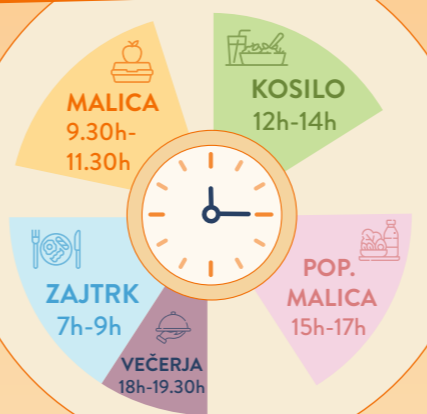 MALICA
9.30h-
11.30h
KOSILO
12h-14h
ZAJTRK
7h-9h
POP.
MALICA
15h-17h
VEČERJA
18h-19.30h